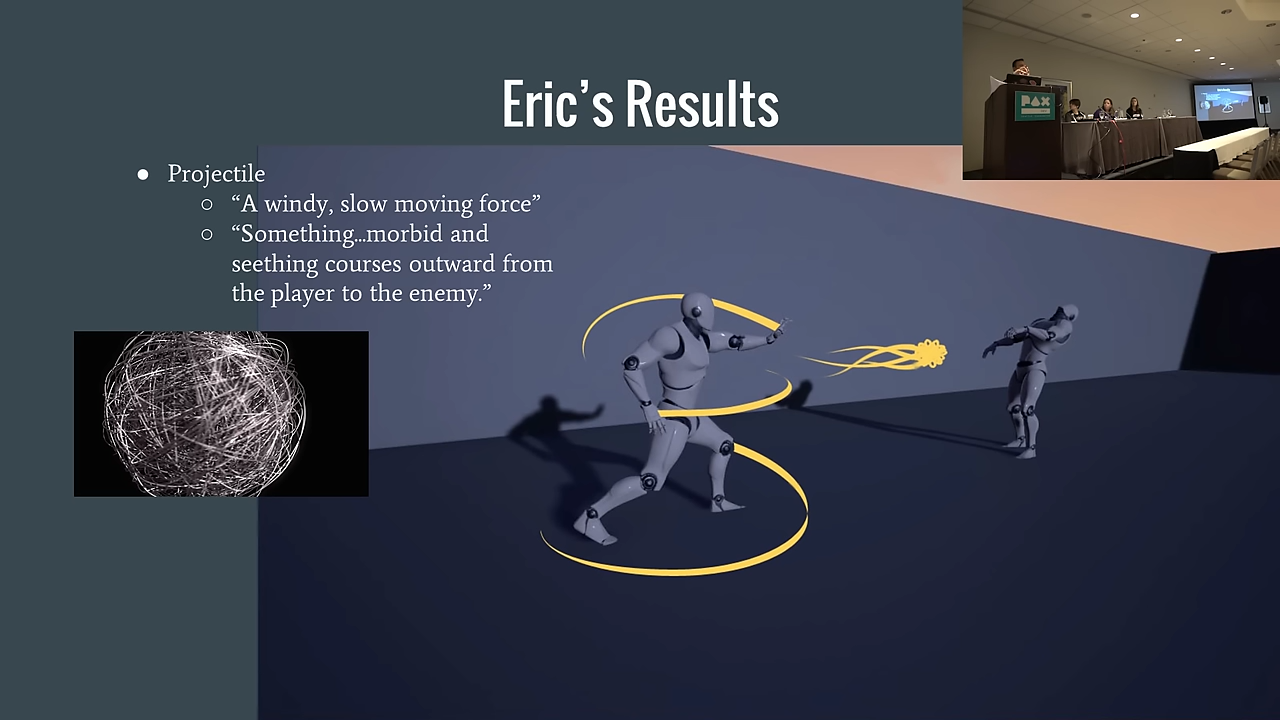 Eric’s Results
● Projectile
○ “A windy, slow moving force”
○ “Something…morbid and
seething courses outward from
the player to the enemy.”
PAX